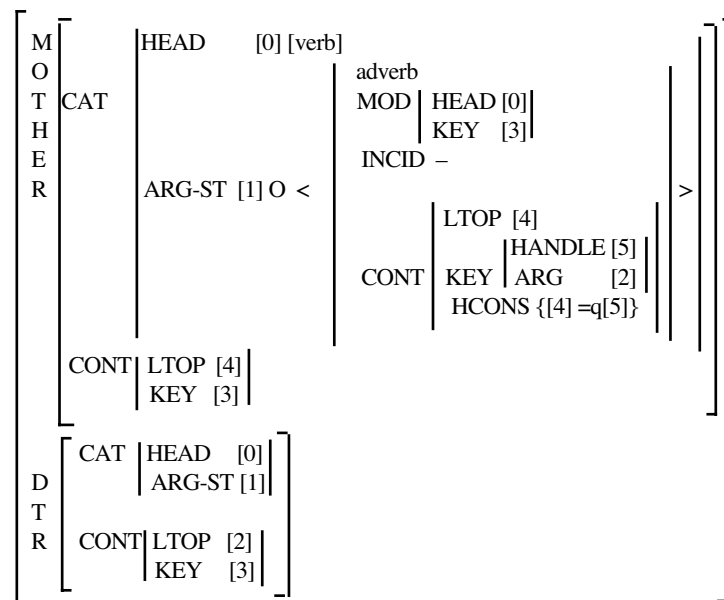 MOTHER
HEAD [0] [verb]
adverb
CAT MOD HEAD [0]
KEY [3]
INCID –
ARG-ST [1] O < >
LTOP [4]
HANDLE [5]
CONT KEY ARG [2]
HCONS {[4] =q[5]}
CONT LTOP [4]
KEY [3]
DTR
CAT HEAD [0]
ARG-ST [1]
CONT LTOP [2]
KEY [3]